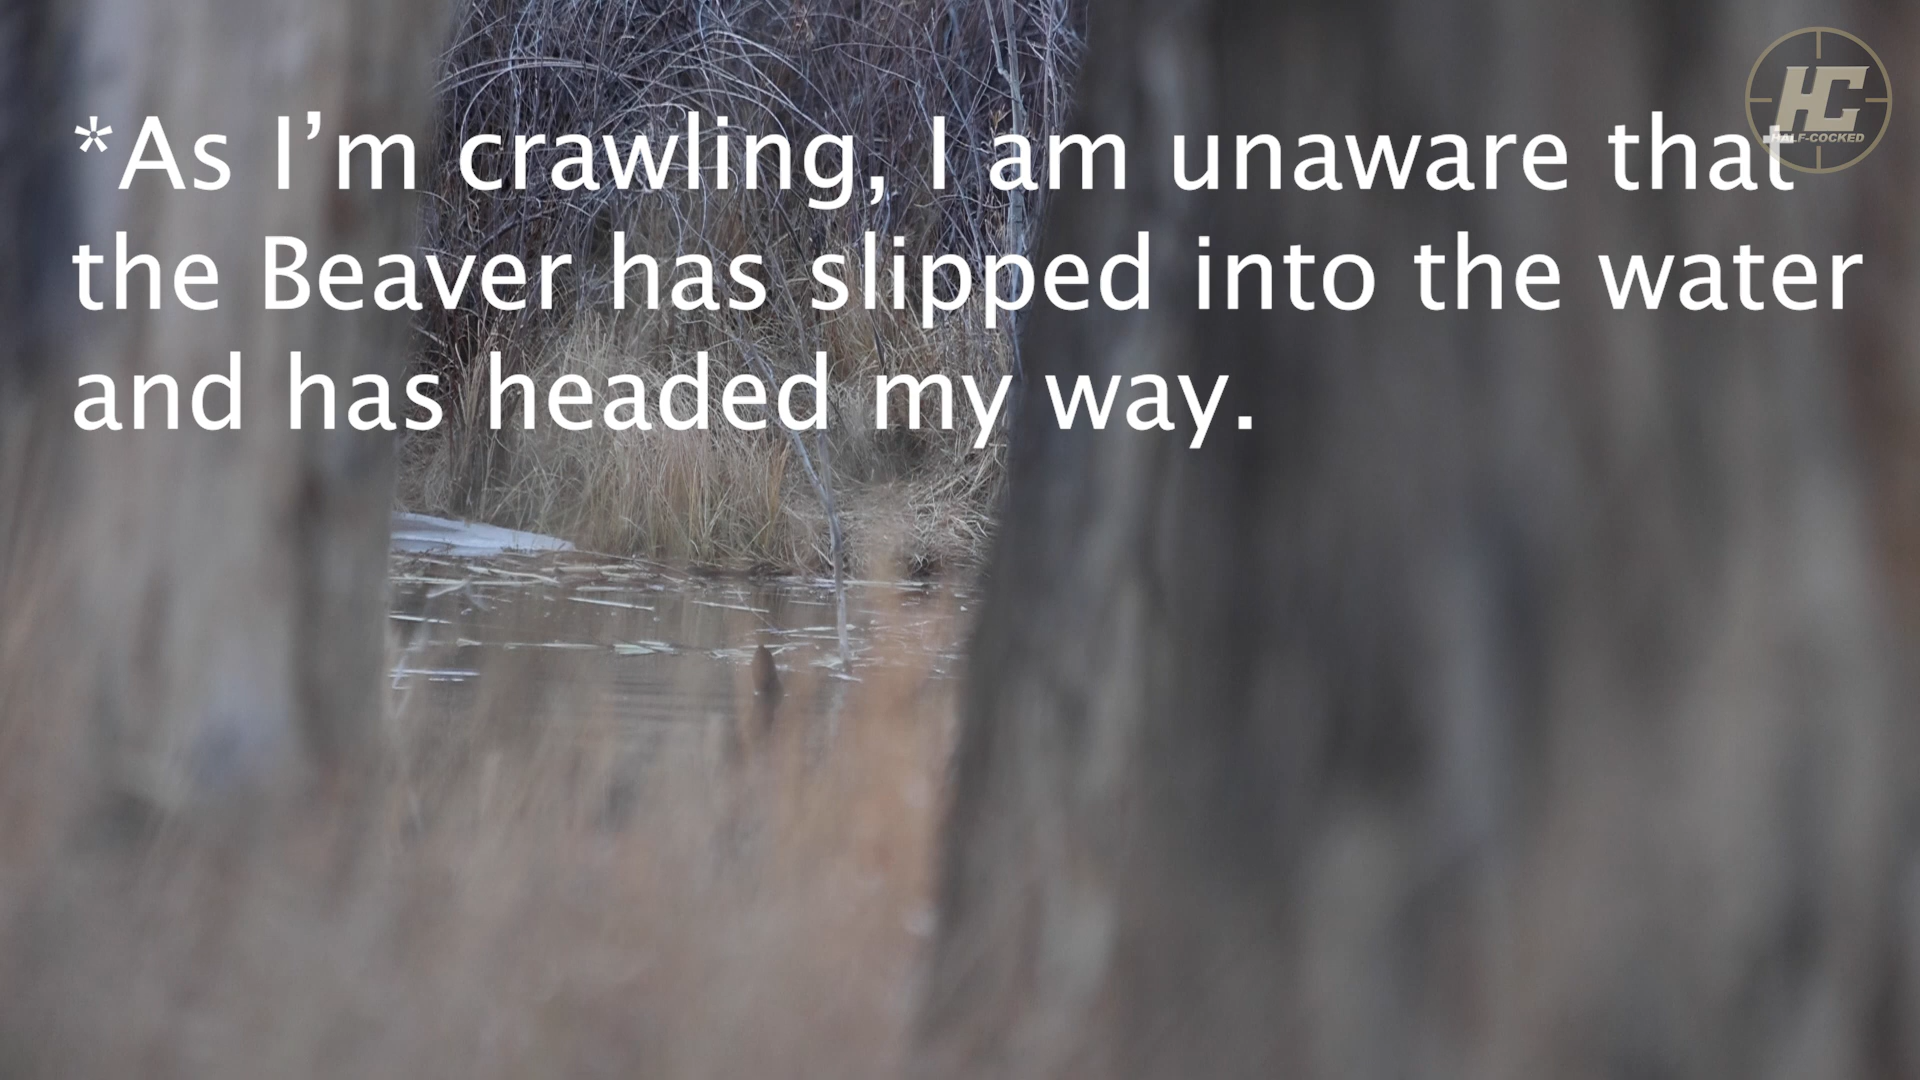 *As I’m crawling, I am unaware that
the Beaver has slipped into the water
and has headed my way.
HC
HALF-COCKED